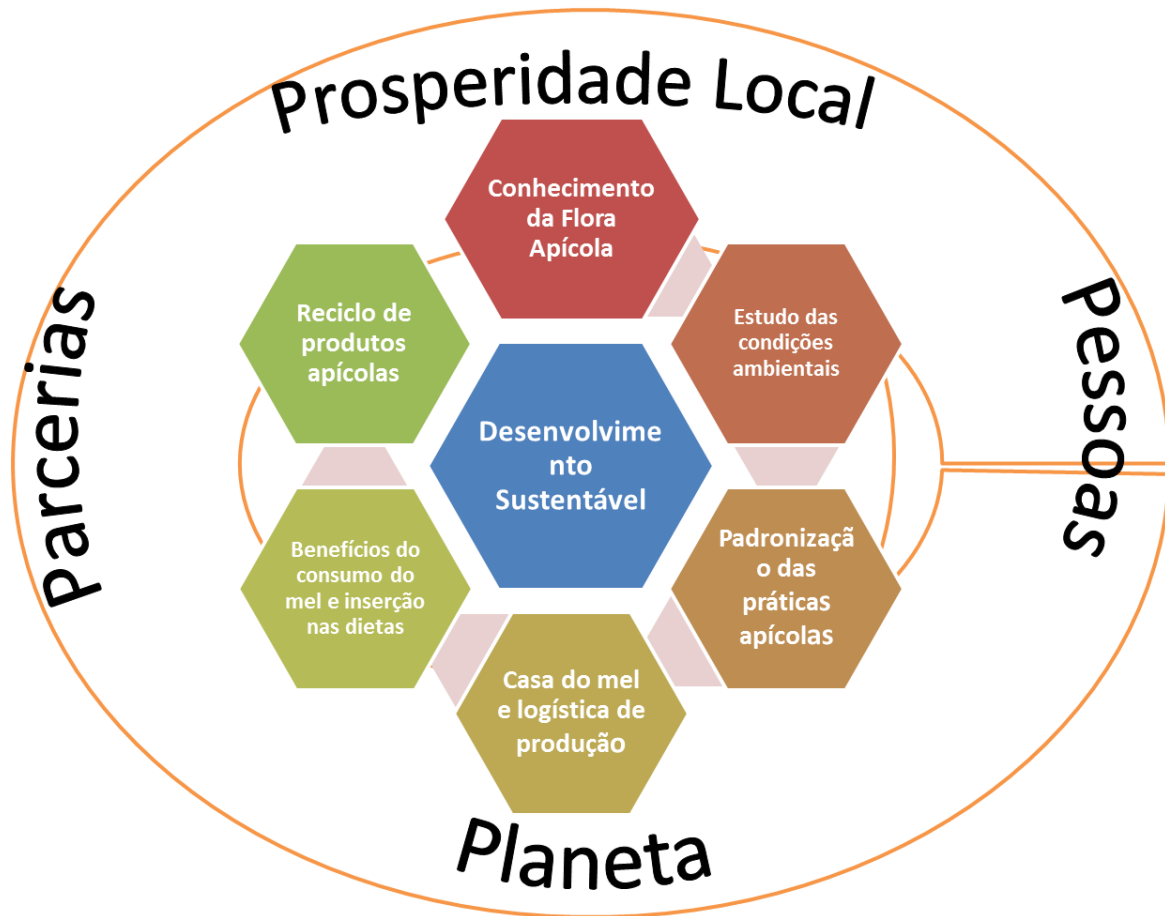 Prosperidade Local
Conhecimento
da Flora
Apícola
Estudo das
condições
ambientais
Padronizaçã
o das
práticas
apícolas
Casa do mel
e logística de
produção
Benefícios do
consumo do
mel e inserção
nas dietas
Reciclo de
produtos
apícolas
Desenvolvime
nto
Sustentável
Parcerias
Pessoas
Planeta